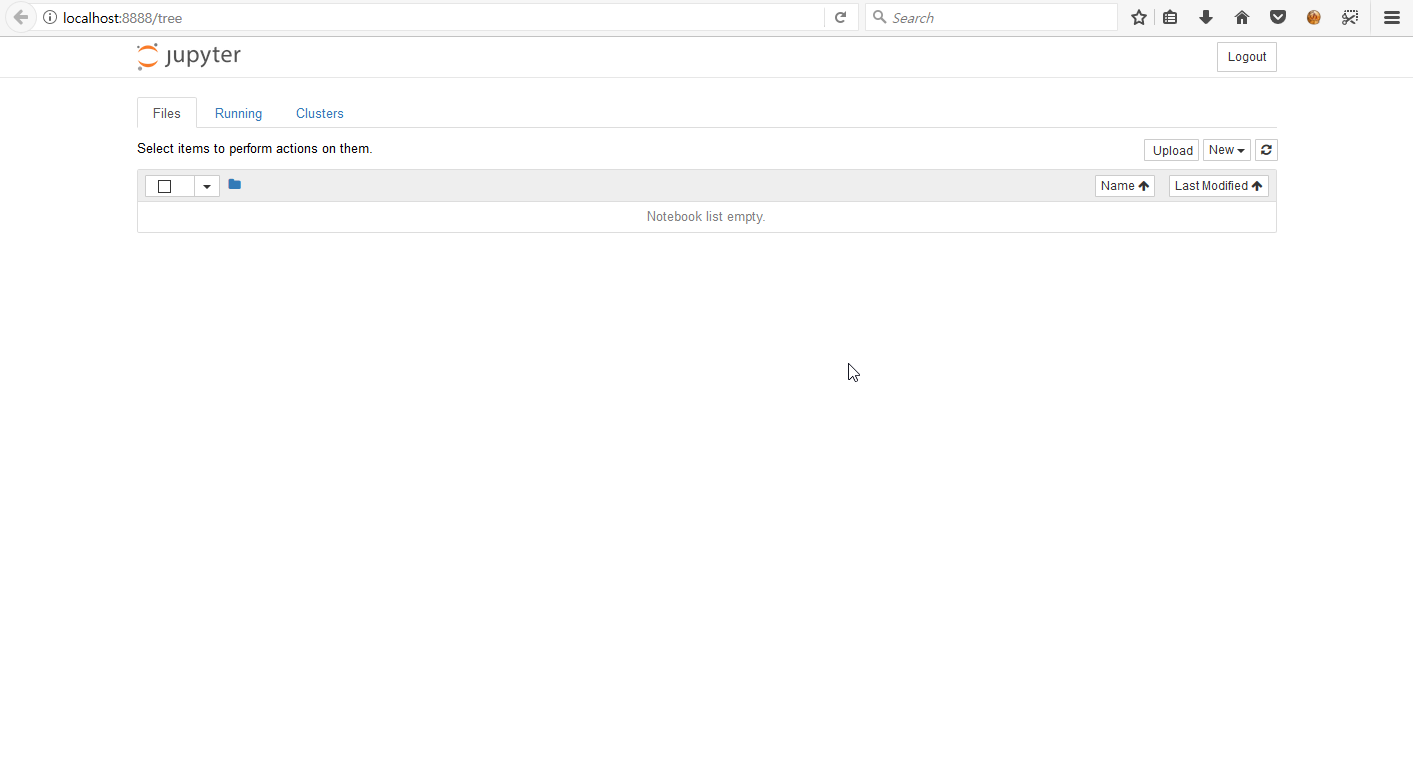 localhost:8888/tree
Search
jupyter
Logout
Files
Running
Clusters
Select items to perform actions on them.
Upload
New
Name
Last Modified
Notebook list empty.